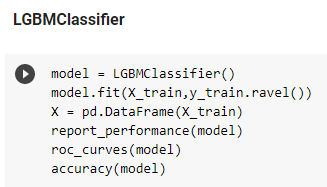 LGBMClassifier
model = LGBMClassifier()
model.fit(X_train,y_train.ravel())
X = pd.DataFrame(X_train)
report_performance(model)
roc_curves(model)
accuracy(model)